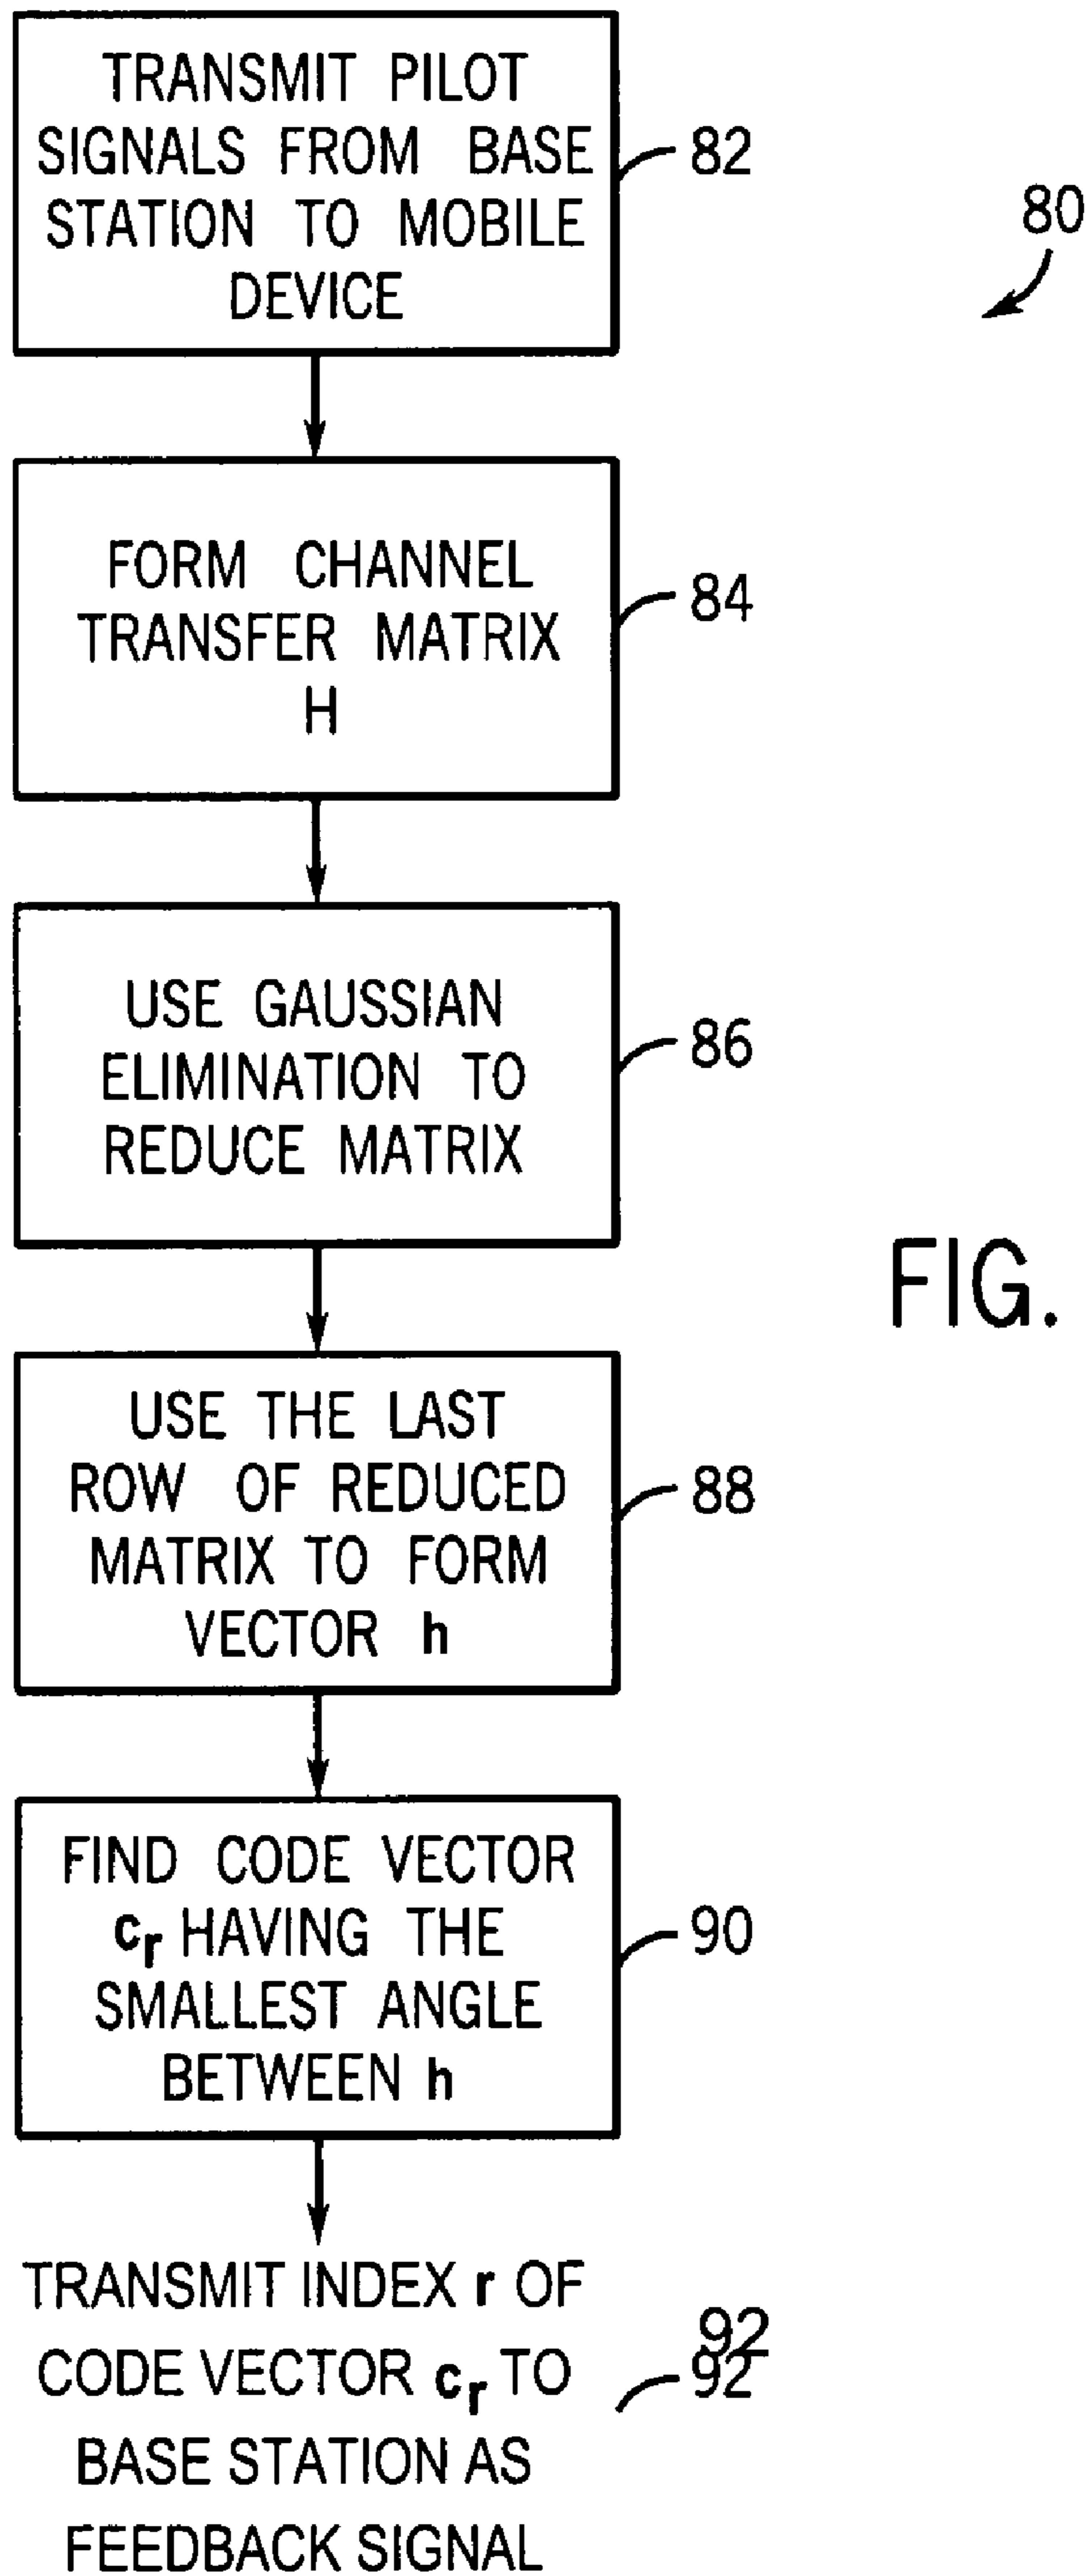 TRANSMIT PILOT
SIGNALS FROM BASE
STATION TO MOBILE
DEVICE
82
80
FORM CHANNEL
TRANSFER MATRIX
H
84
USE GAUSSIAN
ELIMINATION TO
REDUCE MATRIX
86
FIG.
USE THE LAST
ROW OF REDUCED
MATRIX TO FORM
VECTOR h
88
FIND CODE VECTOR
cr HAVING THE
SMALLEST ANGLE
BETWEEN h
90
TRANSMIT INDEX r OF
CODE VECTOR cr TO
BASE STATION AS
FEEDBACK SIGNAL
92
92